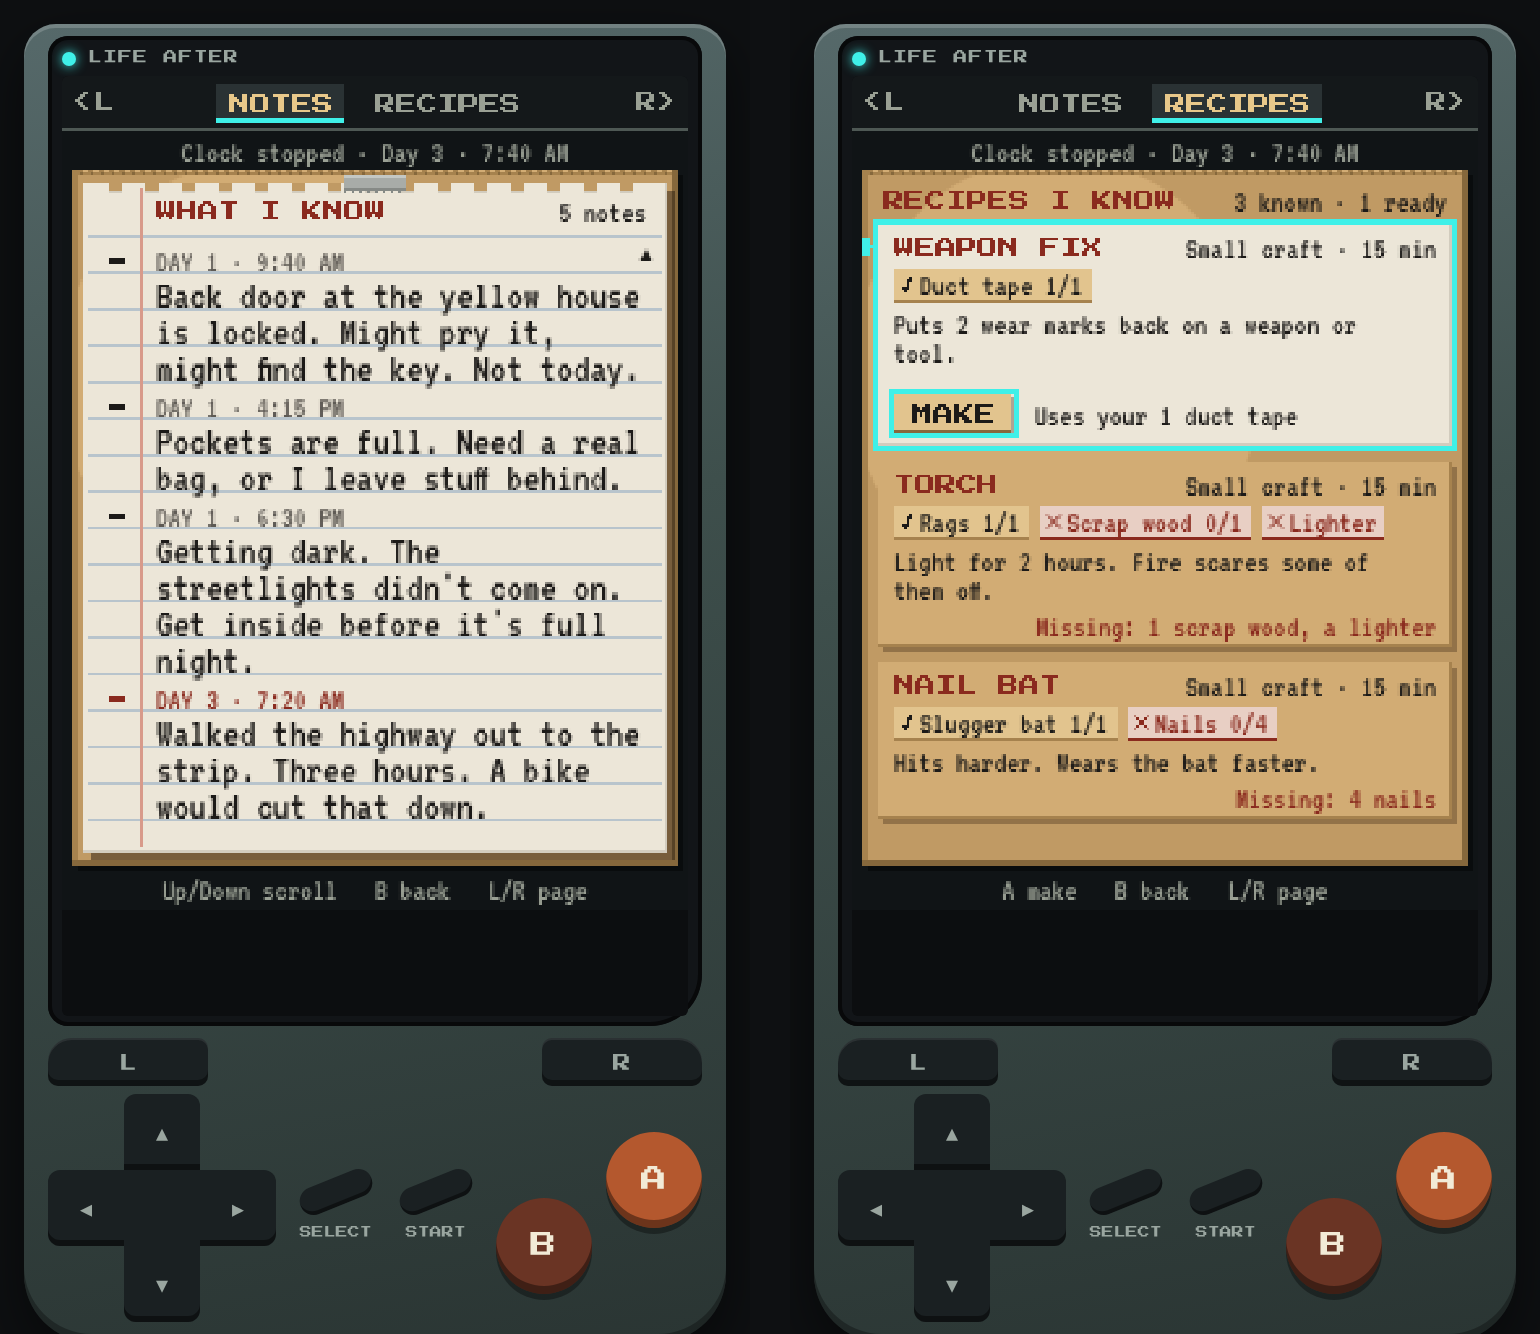 LIFE AFTER
<L NOTES RECIPES R>
Clock stopped · Day 3 · 7:40 AM
WHAT I KNOW 5 notes
DAY 1 · 9:40 AM
Back door at the yellow house
is locked. Might pry it,
might find the key. Not today.
DAY 1 · 4:15 PM
Pockets are full. Need a real
bag, or I leave stuff behind.
DAY 1 · 6:30 PM
Getting dark. The
streetlights didn't come on.
Get inside before it's full
night.
DAY 3 · 7:20 AM
Walked the highway out to the
strip. Three hours. A bike
would cut that down.
Up/Down scroll B back L/R page
L R
SELECT START B A
LIFE AFTER
<L NOTES RECIPES R>
Clock stopped · Day 3 · 7:40 AM
RECIPES I KNOW 3 known · 1 ready
WEAPON FIX Small craft · 15 min
✓Duct tape 1/1
Puts 2 wear marks back on a weapon or
tool.
MAKE Uses your 1 duct tape
TORCH Small craft · 15 min
✓Rags 1/1 ×Scrap wood 0/1 ×Lighter
Light for 2 hours. Fire scares some of
them off.
Missing: 1 scrap wood, a lighter
NAIL BAT Small craft · 15 min
✓Slugger bat 1/1 ×Nails 0/4
Hits harder. Wears the bat faster.
Missing: 4 nails
A make B back L/R page
L R
SELECT START B A